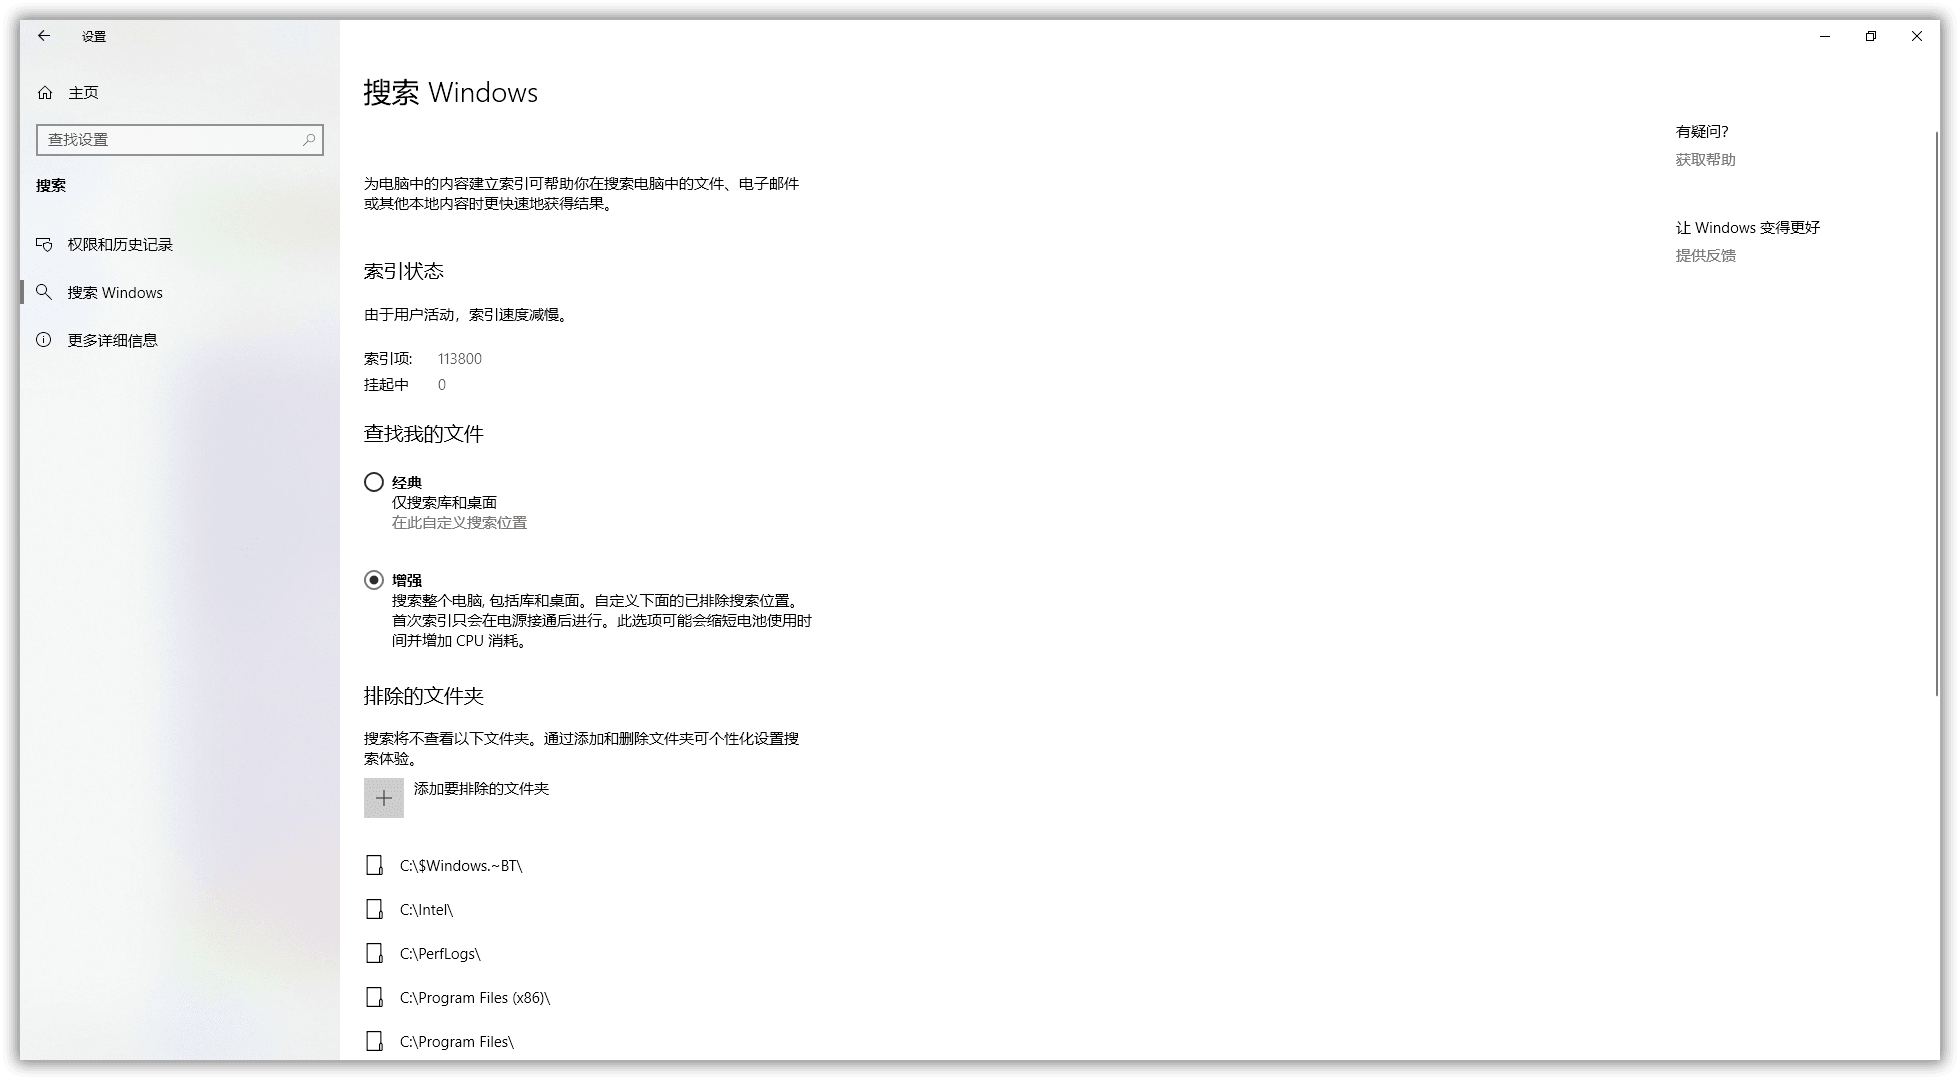 设置
主页
查找设置
搜索
权限和历史记录
搜索 Windows
更多详细信息
搜索 Windows
为电脑中的内容建立索引可帮助你在搜索电脑中的文件、电子邮件
或其他本地内容时更快速地获得结果。
索引状态
由于用户活动，索引速度减慢。
索引项: 113800
挂起中 0
查找我的文件
经典
仅搜索库和桌面
在此自定义搜索位置
增强
搜索整个电脑, 包括库和桌面。自定义下面的已排除搜索位置。
首次索引只会在电源接通后进行。此选项可能会缩短电池使用时
间并增加 CPU 消耗。
排除的文件夹
搜索将不查看以下文件夹。通过添加和删除文件夹可个性化设置搜
索体验。
添加要排除的文件夹
C:\$Windows.~BT\
C:\Intel\
C:\PerfLogs\
C:\Program Files (x86)\
C:\Program Files\
有疑问?
获取帮助
让 Windows 变得更好
提供反馈